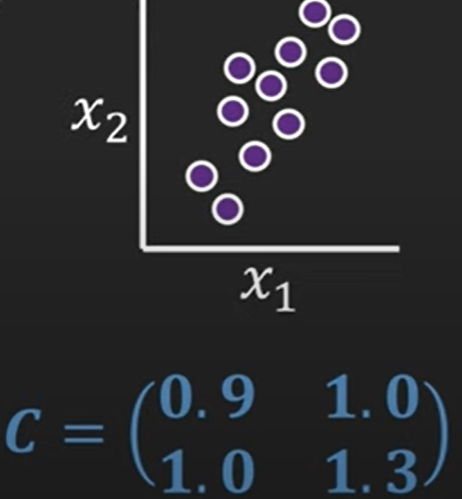 x₂
x₁
C = (0.9 1.0
1.0 1.3)